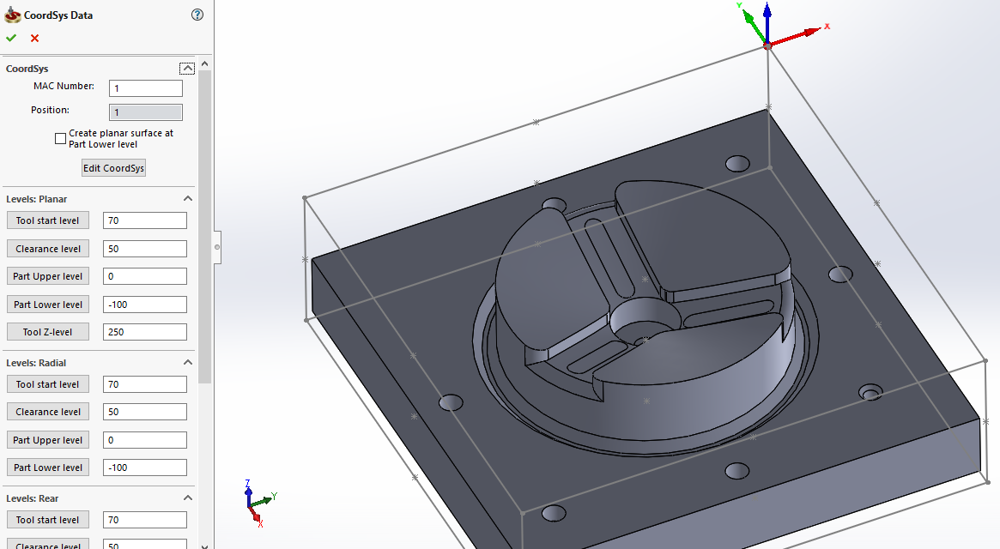 CoordSys Data
?
CoordSys
MAC Number: 1
Position: 1
Create planar surface at
Part Lower level
Edit CoordSys
Levels: Planar
Tool start level 70
Clearance level 50
Part Upper level 0
Part Lower level -100
Tool Z-level 250
Levels: Radial
Tool start level 70
Clearance level 50
Part Upper level 0
Part Lower level -100
Levels: Rear
Tool start level 70
Clearance level 50
Y
X
Z
Y
X